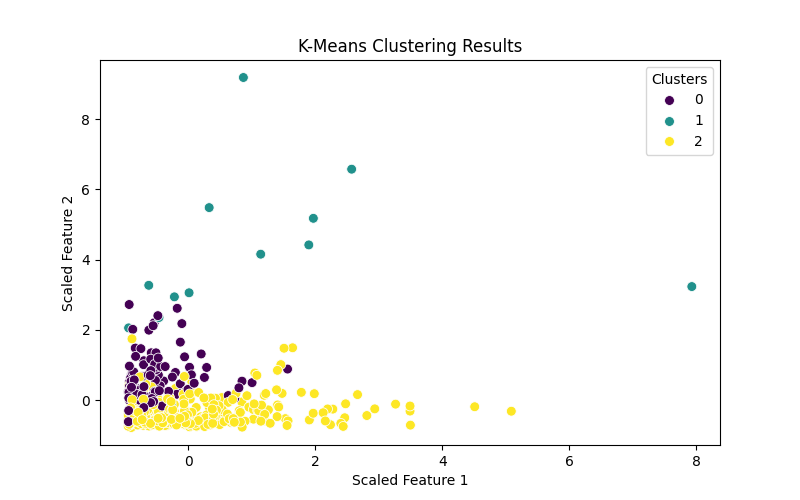 K-Means Clustering Results
Clusters
0
1
2
8
6
4
2
0
Scaled Feature 2
0 2 4 6 8
Scaled Feature 1